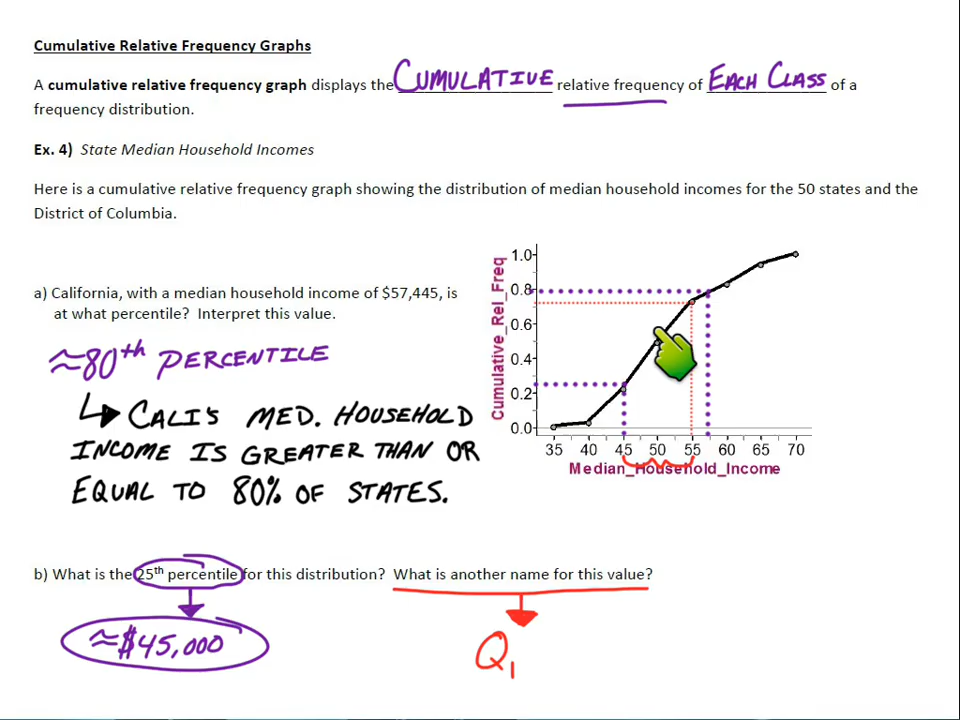 Cumulative Relative Frequency Graphs
A cumulative relative frequency graph displays the CUMULATIVE relative frequency of EACH CLASS of a
frequency distribution.
Ex. 4) State Median Household Incomes
Here is a cumulative relative frequency graph showing the distribution of median household incomes for the 50 states and the
District of Columbia.
a) California, with a median household income of $57,445, is
at what percentile? Interpret this value.
≈80th PERCENTILE
CALI'S MED. HOUSEHOLD
INCOME IS GREATER THAN OR
EQUAL TO 80% OF STATES.
Cumulative_Rel_Freq
1.0
0.8
0.6
0.4
0.2
0.0
35 40 45 50 55 60 65 70
Median_Household_Income
b) What is the 25th percentile for this distribution? What is another name for this value?
≈$45,000
Q1